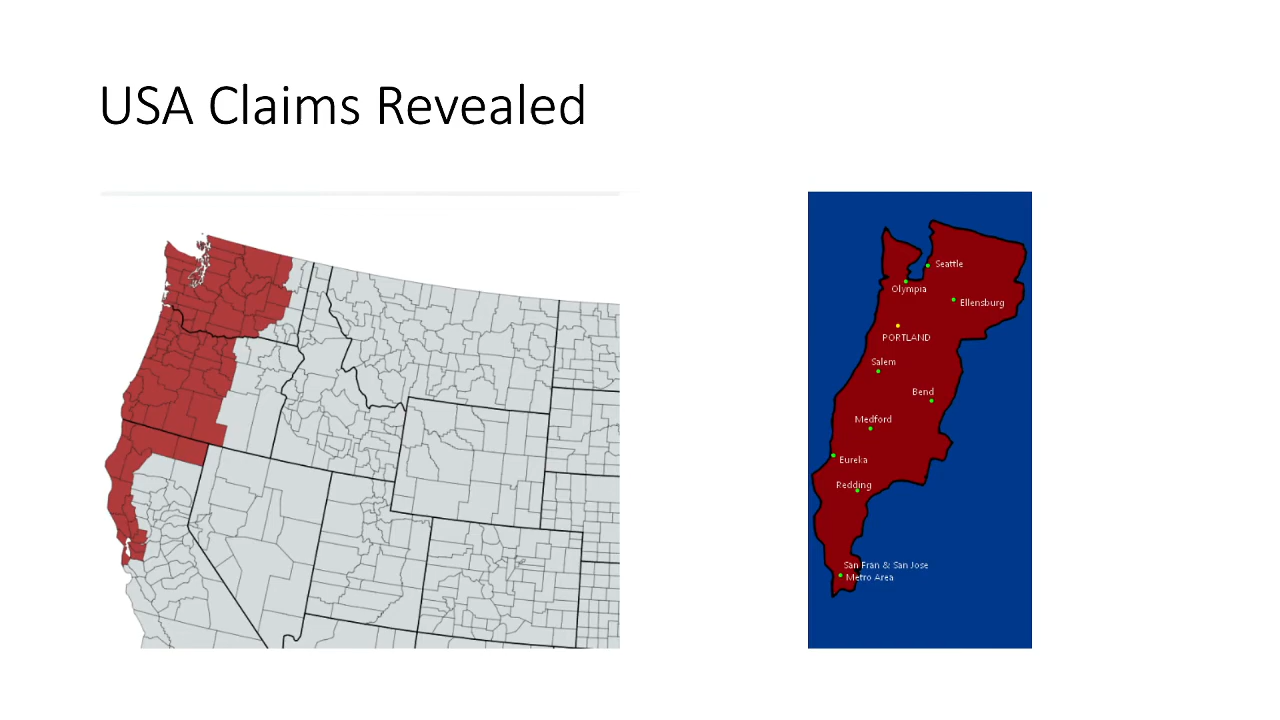 USA Claims Revealed
Seattle
Olympia
Ellensburg
PORTLAND
Salem
Bend
Medford
Eureka
Redding
San Fran & San Jose
Metro Area